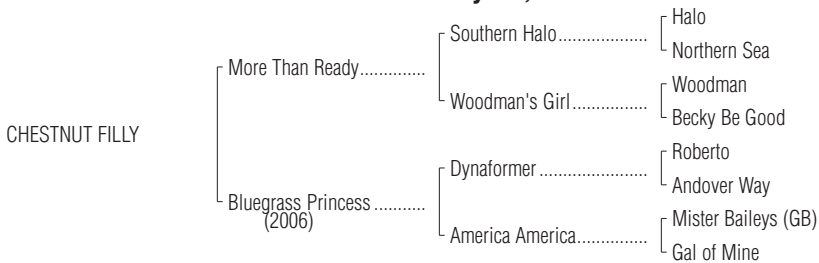 Halo
Southern Halo...................
Northern Sea
More Than Ready..............
Woodman
Woodman's Girl................
Becky Be Good
CHESTNUT FILLY
Roberto
Dynaformer.......................
Andover Way
Bluegrass Princess...........
(2006)
Mister Baileys (GB)
America America...............
Gal of Mine